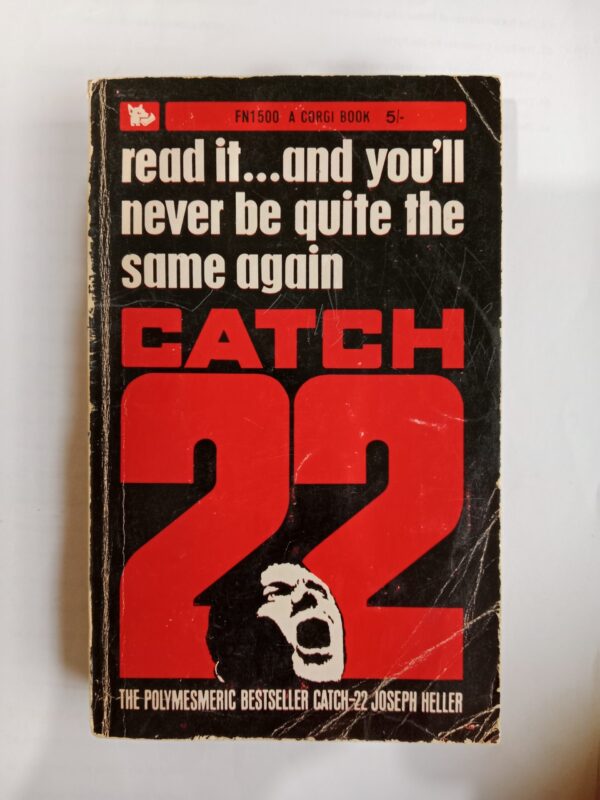 FN1500 A CORGI BOOK 5/-
read it...and you'll
never be quite the
same again
CATCH
22
THE POLYMESMERIC BESTSELLER CATCH-22 JOSEPH HELLER